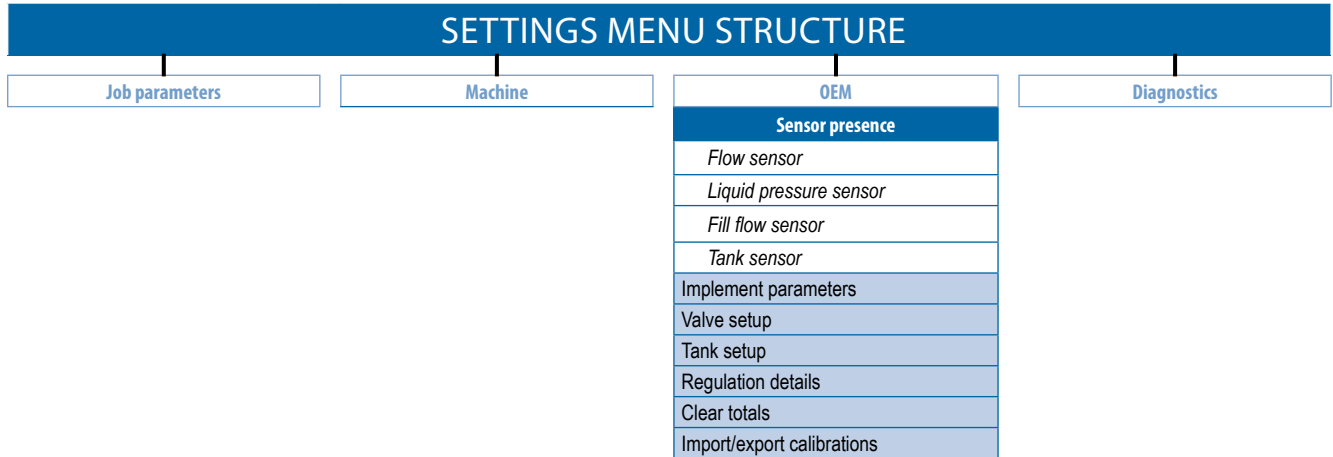 SETTINGS MENU STRUCTURE
Job parameters
Machine
OEM
Diagnostics
Sensor presence
Flow sensor
Liquid pressure sensor
Fill flow sensor
Tank sensor
Implement parameters
Valve setup
Tank setup
Regulation details
Clear totals
Import/export calibrations